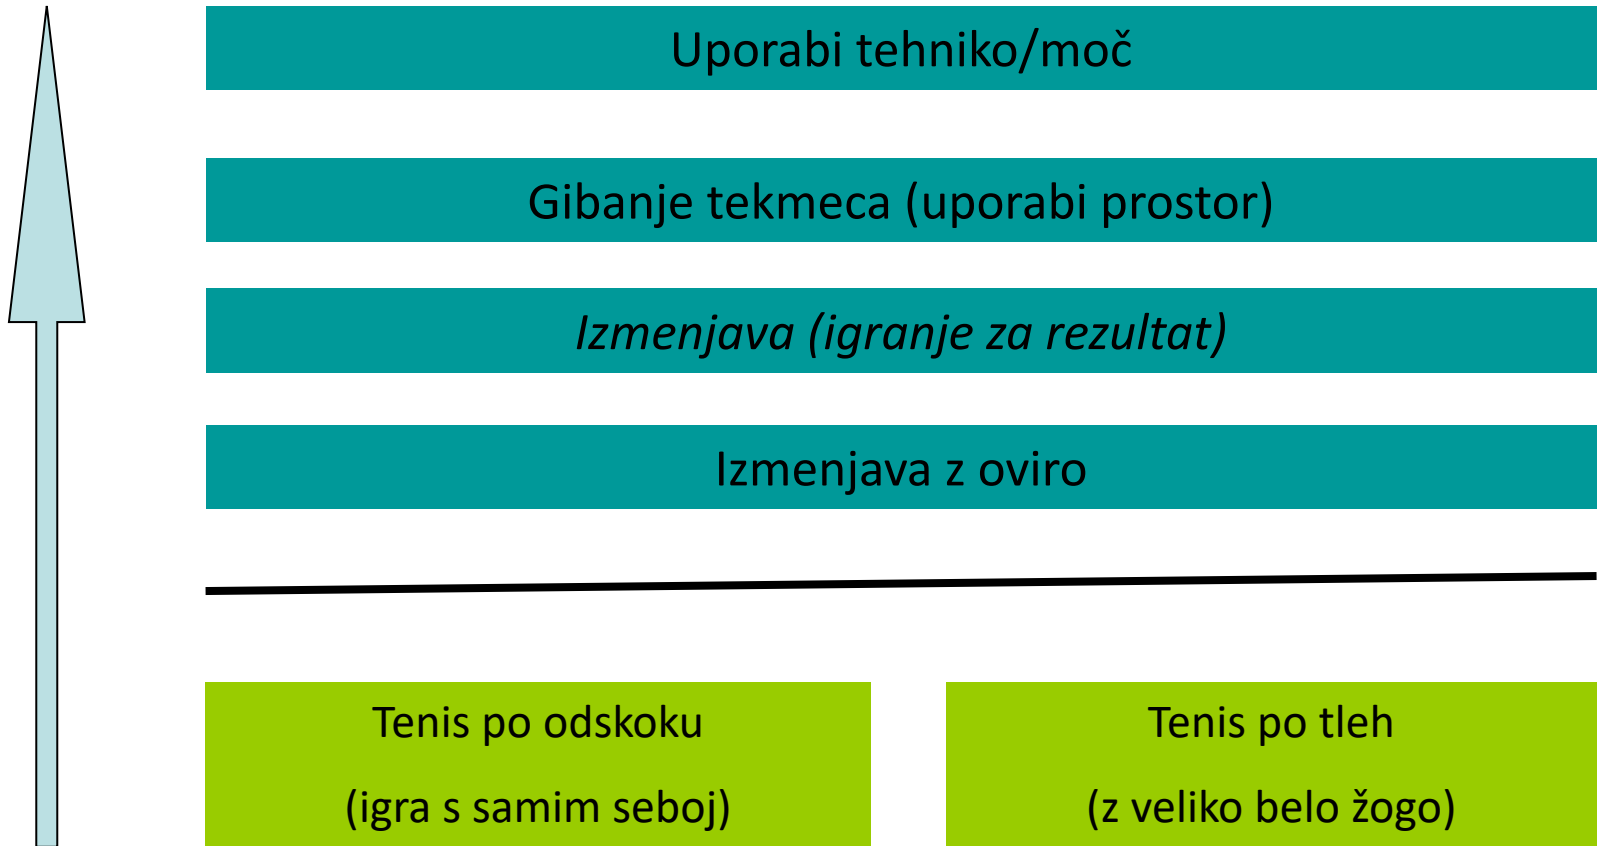 Uporabi tehniko/moč
Gibanje tekmeca (uporabi prostor)
Izmenjava (igranje za rezultat)
Izmenjava z oviro
Tenis po odskoku
(igra s samim seboj)
Tenis po tleh
(z veliko belo žogo)